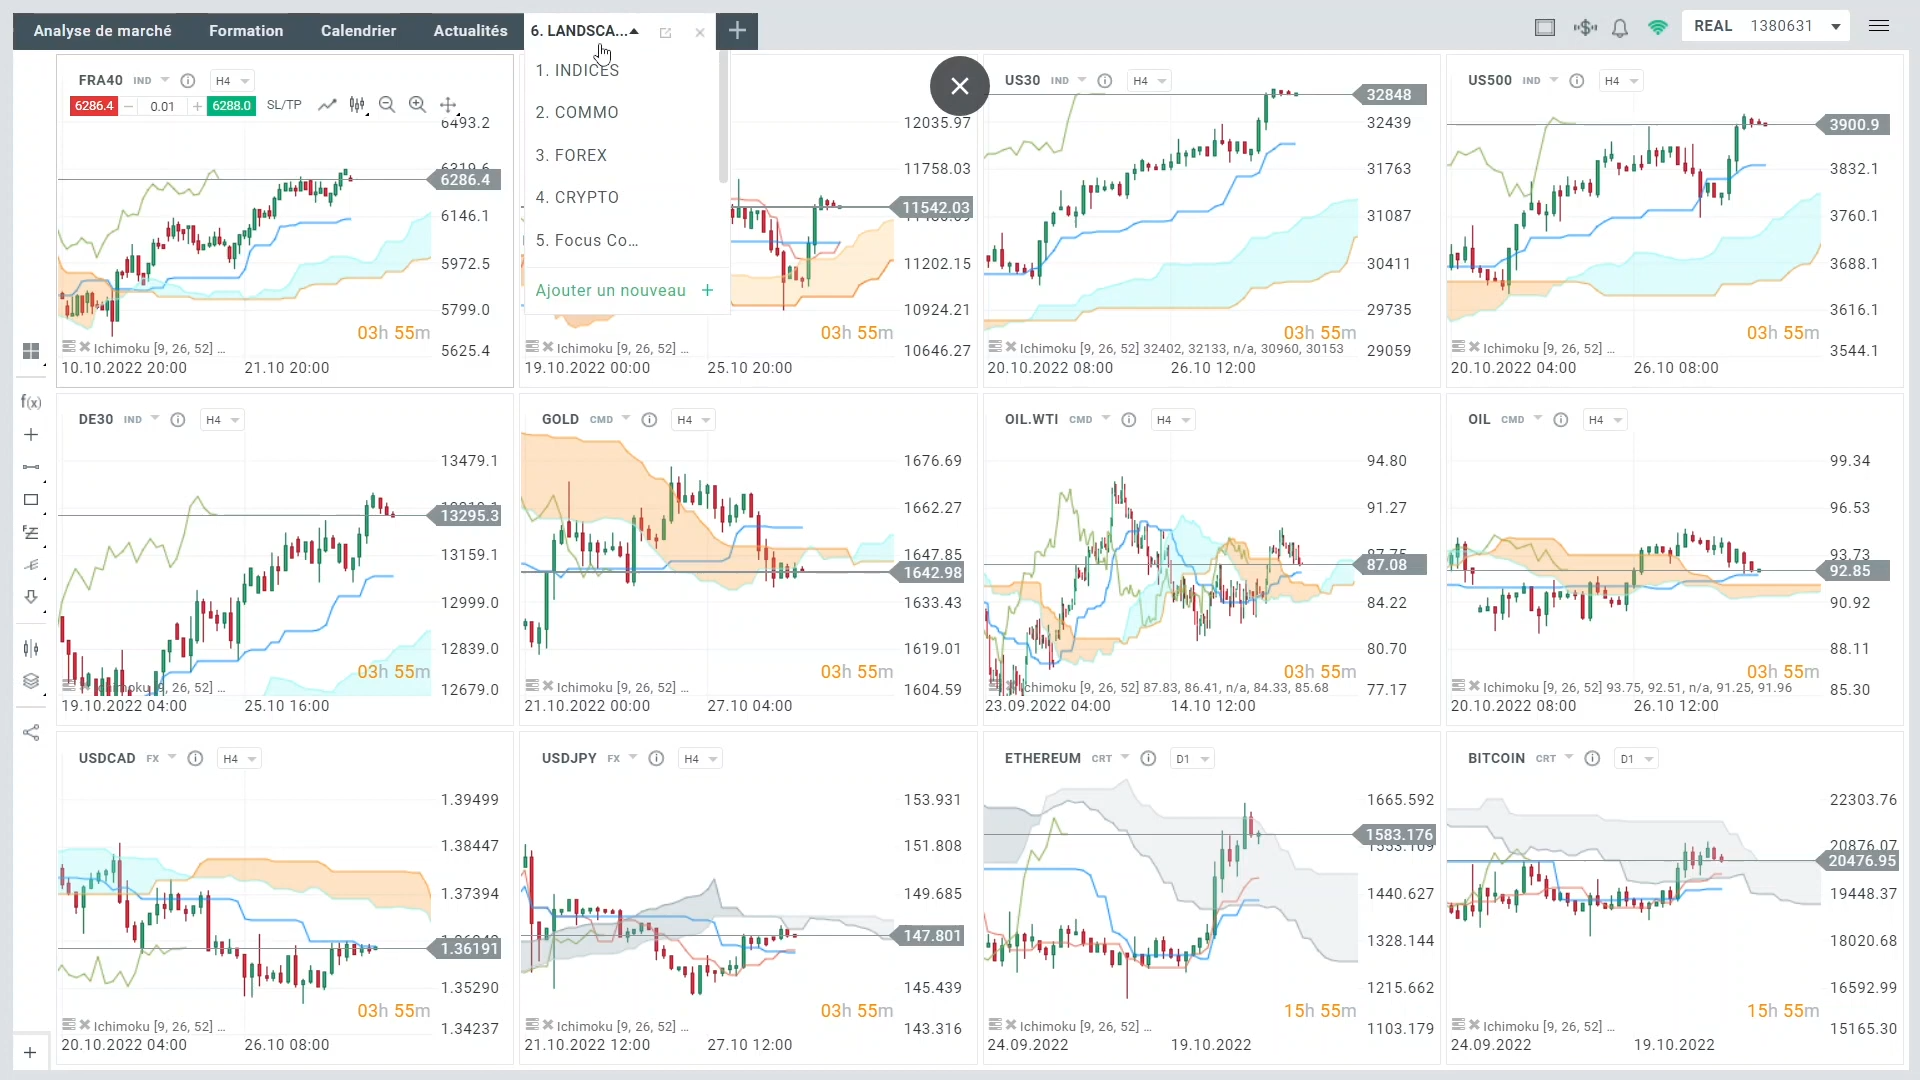 Analyse de marché Formation Calendrier Actualités 6. LANDSCA... REAL 1380631
1. INDICES
2. COMMO
3. FOREX
4. CRYPTO
5. Focus Co...
Ajouter un nouveau +
FRA40 IND H4
6286.4 0.01 6288.0 SL/TP
6493.2
6286.4
6146.1
5972.5
5799.0
5625.4
03h 55m
Ichimoku [9, 26, 52] ...
10.10.2022 20:00 21.10 20:00
12035.97
11758.03
11542.03
11202.15
10924.21
10646.27
03h 55m
Ichimoku [9, 26, 52] ...
19.10.2022 00:00 25.10 20:00
US30 IND H4
32848
32439
31763
31087
30411
29735
29059
03h 55m
Ichimoku [9, 26, 52] 32402, 32133, n/a, 30960, 30153
20.10.2022 08:00 26.10 12:00
US500 IND H4
3900.9
3832.1
3760.1
3688.1
3616.1
3544.1
03h 55m
Ichimoku [9, 26, 52] ...
20.10.2022 04:00 26.10 08:00
DE30 IND H4
13479.1
13295.3
13159.1
12999.0
12839.0
12679.0
03h 55m
Ichimoku [9, 26, 52] ...
19.10.2022 04:00 25.10 16:00
GOLD CMD H4
1676.69
1662.27
1647.85
1642.98
1633.43
1619.01
1604.59
03h 55m
Ichimoku [9, 26, 52] ...
21.10.2022 00:00 27.10 04:00
OIL.WTI CMD H4
94.80
91.27
87.75
87.08
84.22
80.70
77.17
03h 55m
Ichimoku [9, 26, 52] 87.83, 86.41, n/a, 84.33, 85.68
23.09.2022 04:00 14.10 12:00
OIL CMD H4
99.34
96.53
93.73
92.85
90.92
88.11
85.30
03h 55m
Ichimoku [9, 26, 52] 93.75, 92.51, n/a, 91.25, 91.96
20.10.2022 08:00 26.10 12:00
USDCAD FX H4
1.39499
1.38447
1.37394
1.36191
1.35290
1.34237
03h 55m
Ichimoku [9, 26, 52] ...
20.10.2022 04:00 26.10 08:00
USDJPY FX H4
153.931
151.808
149.685
147.801
145.439
143.316
03h 55m
Ichimoku [9, 26, 52] ...
21.10.2022 12:00 27.10 12:00
ETHEREUM CRT D1
1665.592
1583.176
1440.627
1328.144
1215.662
1103.179
15h 55m
Ichimoku [9, 26, 52] ...
24.09.2022 19.10.2022
BITCOIN CRT D1
22303.76
20876.07
20476.95
19448.37
18020.68
16592.99
15165.30
15h 55m
Ichimoku [9, 26, 52] ...
24.09.2022 19.10.2022
f(x)